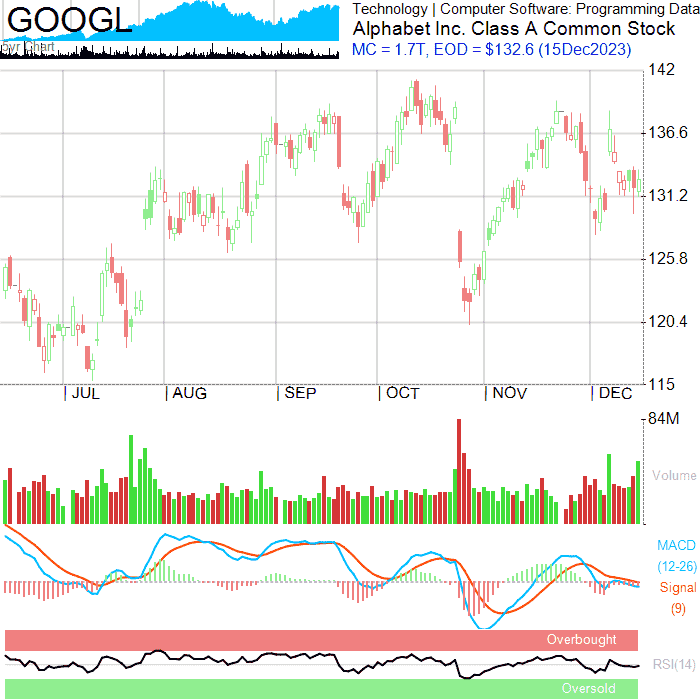 GOOGL
5yr Chart
Technology | Computer Software: Programming Data
Alphabet Inc. Class A Common Stock
MC = 1.7T, EOD = $132.6 (15Dec2023)
142
136.6
131.2
125.8
120.4
115
JUL AUG SEP OCT NOV DEC
84M
Volume
MACD
(12-26)
Signal
(9)
Overbought
RSI(14)
Oversold